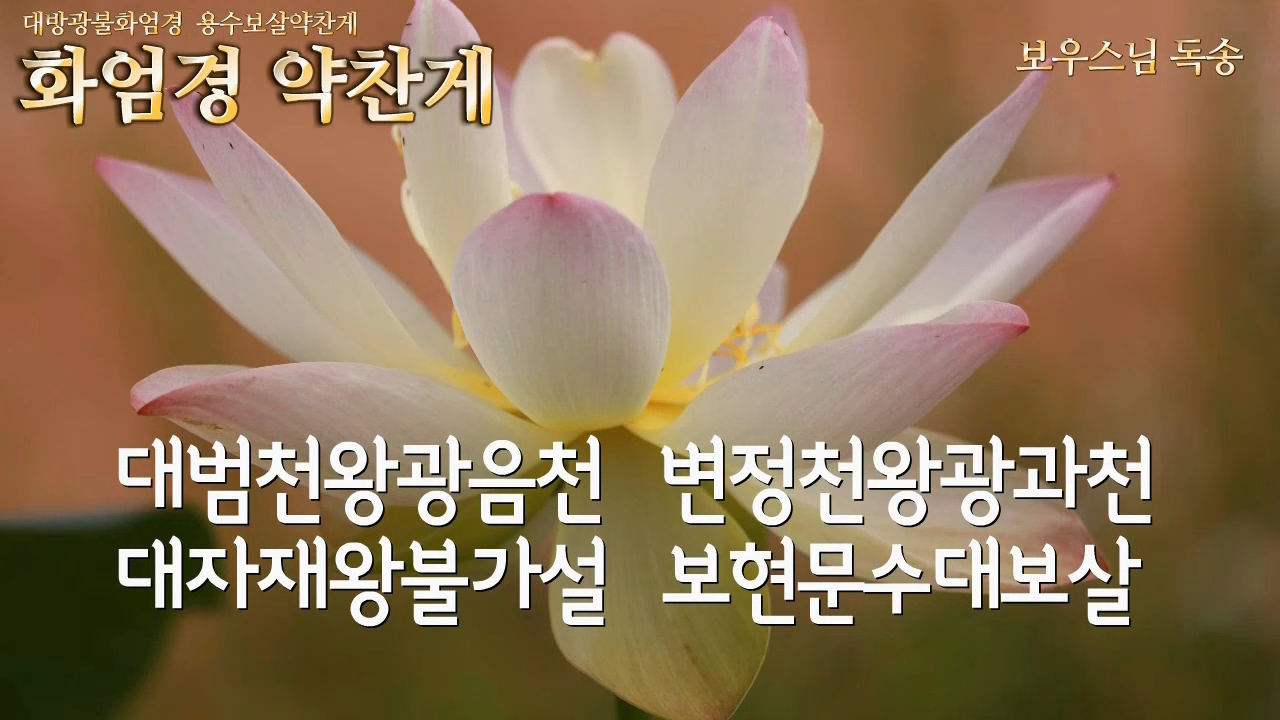 대방광불화엄경 용수보살약찬게
화엄경 약찬게
보우스님 독송
대범천왕광음천 변정천왕광과천
대자재왕불가설 보현문수대보살